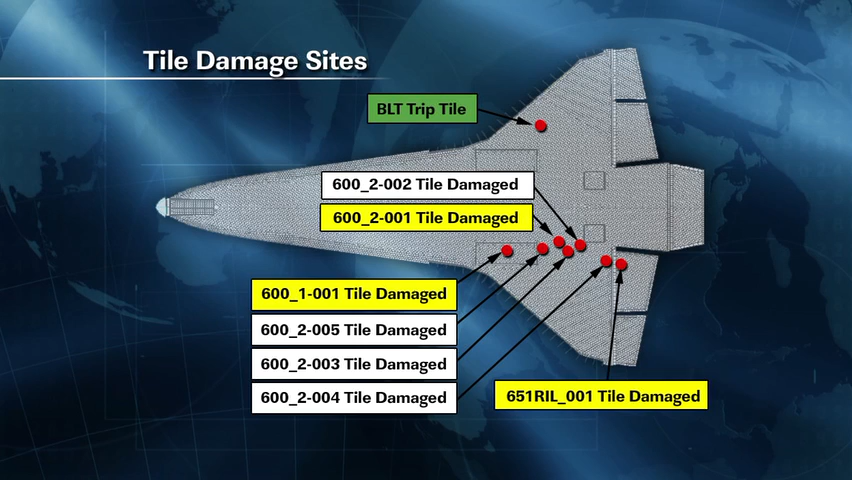 Tile Damage Sites
BLT Trip Tile
600_2-002 Tile Damaged
600_2-001 Tile Damaged
600_1-001 Tile Damaged
600_2-005 Tile Damaged
600_2-003 Tile Damaged
600_2-004 Tile Damaged
651RIL_001 Tile Damaged